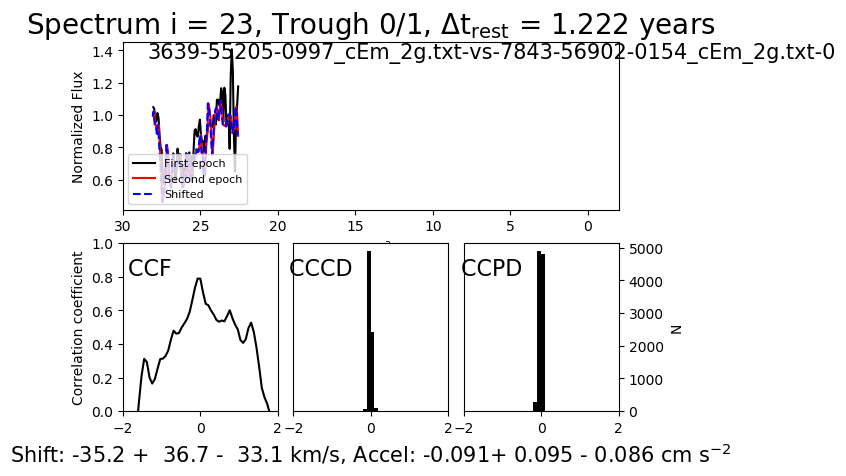 Spectrum i = 23, Trough 0/1, Δt_rest = 1.222 years
3639-55205-0997_cEm_2g.txt-vs-7843-56902-0154_cEm_2g.txt-0
Normalized Flux
1.4
1.2
1.0
0.8
0.6
First epoch
Second epoch
Shifted
30 25 20 15 10 5 0
Correlation coefficient
1.0
0.8
0.6
0.4
0.2
0.0
CCF
CCCD
CCPD
5000
4000
3000
2000
1000
0
N
−2 0 2
−2 0 2
−2 0 2
Shift: -35.2 + 36.7 - 33.1 km/s, Accel: -0.091+ 0.095 - 0.086 cm s⁻²